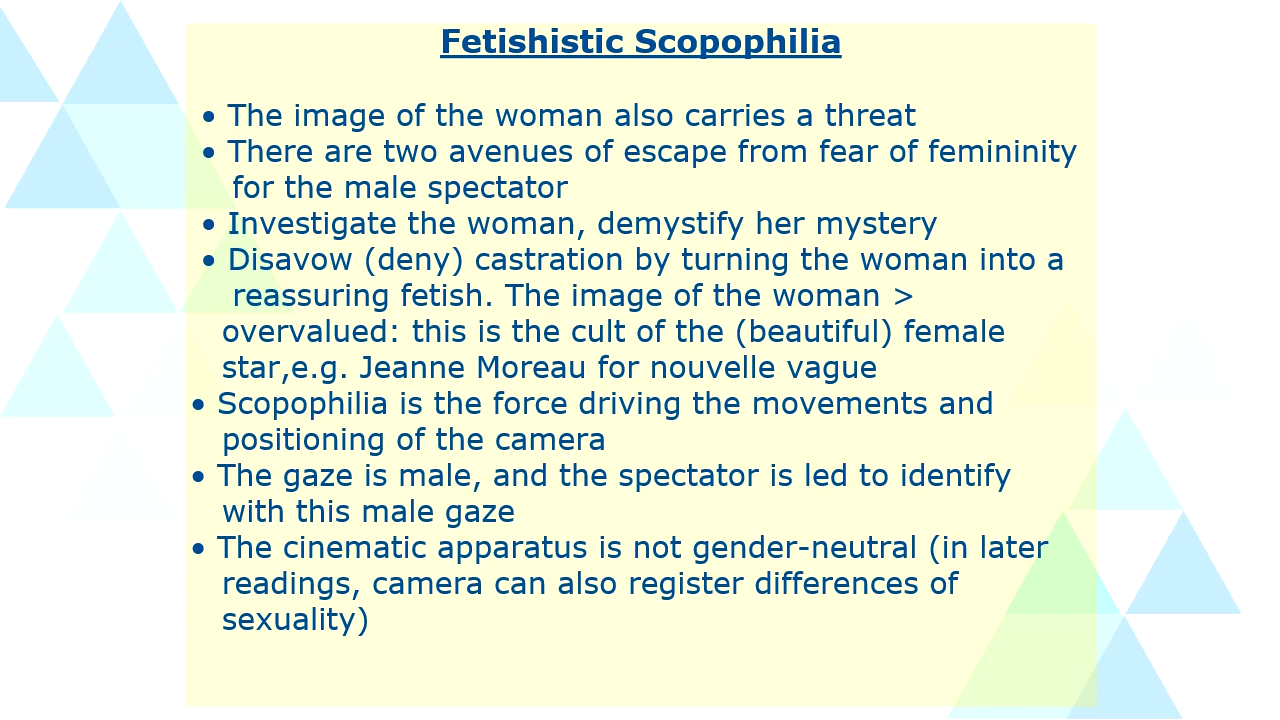 Fetishistic Scopophilia
• The image of the woman also carries a threat
• There are two avenues of escape from fear of femininity
for the male spectator
• Investigate the woman, demystify her mystery
• Disavow (deny) castration by turning the woman into a
reassuring fetish. The image of the woman >
overvalued: this is the cult of the (beautiful) female
star,e.g. Jeanne Moreau for nouvelle vague
• Scopophilia is the force driving the movements and
positioning of the camera
• The gaze is male, and the spectator is led to identify
with this male gaze
• The cinematic apparatus is not gender-neutral (in later
readings, camera can also register differences of
sexuality)